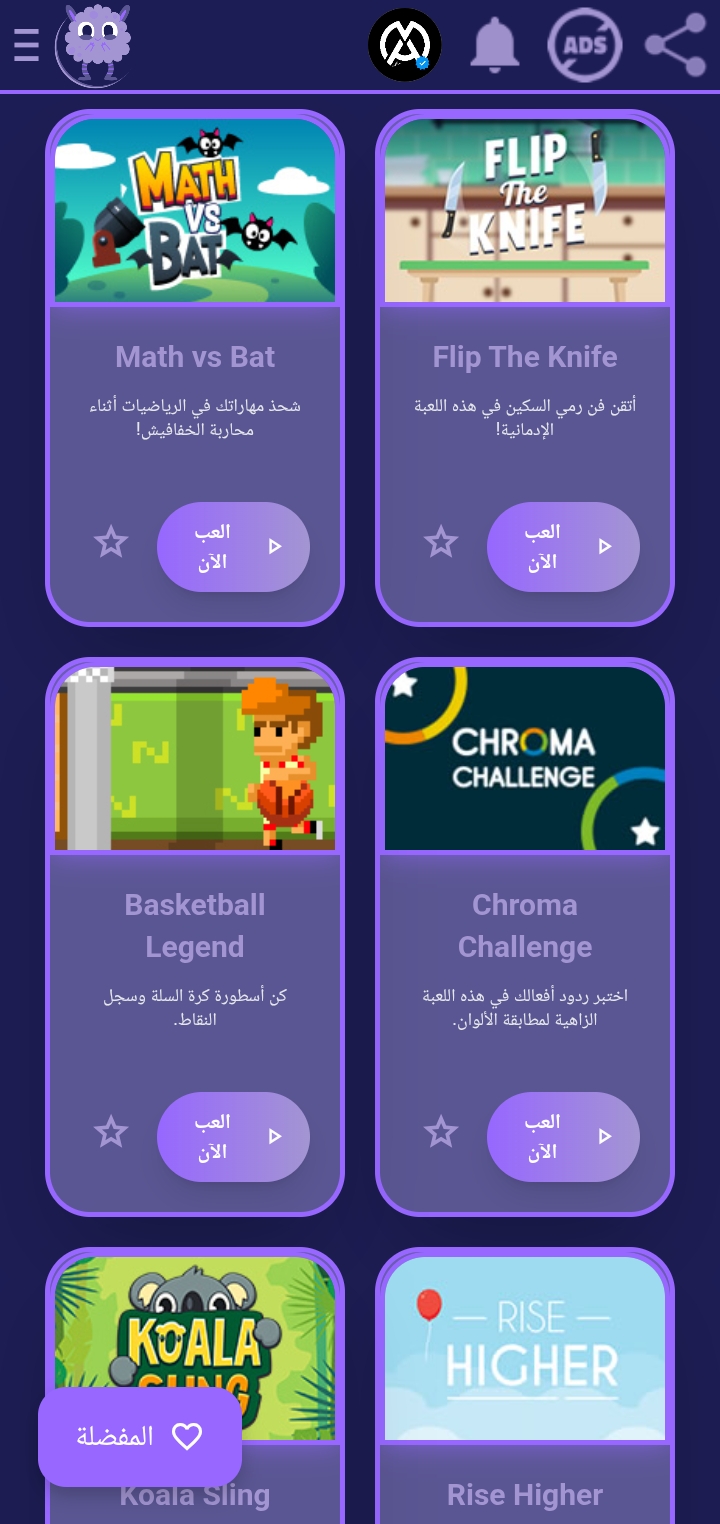 ADS
MATH
VS
BAT
FLIP
The
KNIFE
Math vs Bat
شحذ مهاراتك في الرياضيات أثناء
محاربة الخفافيش!
العب
الآن
Flip The Knife
أتقن فن رمي السكين في هذه اللعبة
الإدمانية!
العب
الآن
CHROMA
CHALLENGE
Basketball
Legend
كن أسطورة كرة السلة وسجل
النقاط.
العب
الآن
Chroma
Challenge
اختبر ردود أفعالك في هذه اللعبة
الزاهية لمطابقة الألوان.
العب
الآن
KOALA
SLING
RISE
HIGHER
المفضلة
Koala Sling
Rise Higher